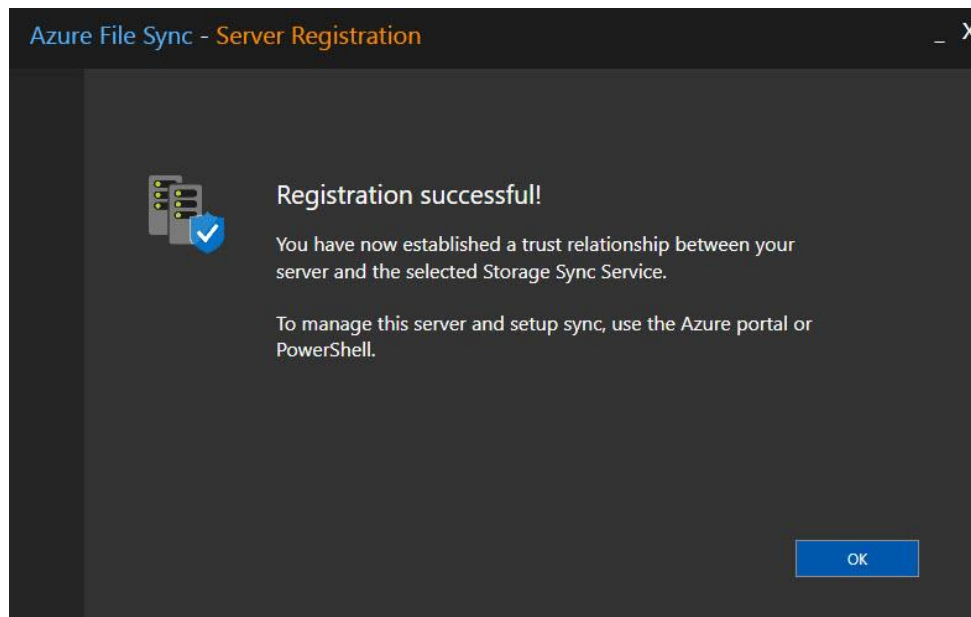 Azure File Sync - Server Registration
Registration successful!
You have now established a trust relationship between your
server and the selected Storage Sync Service.
To manage this server and setup sync, use the Azure portal or
PowerShell.
OK